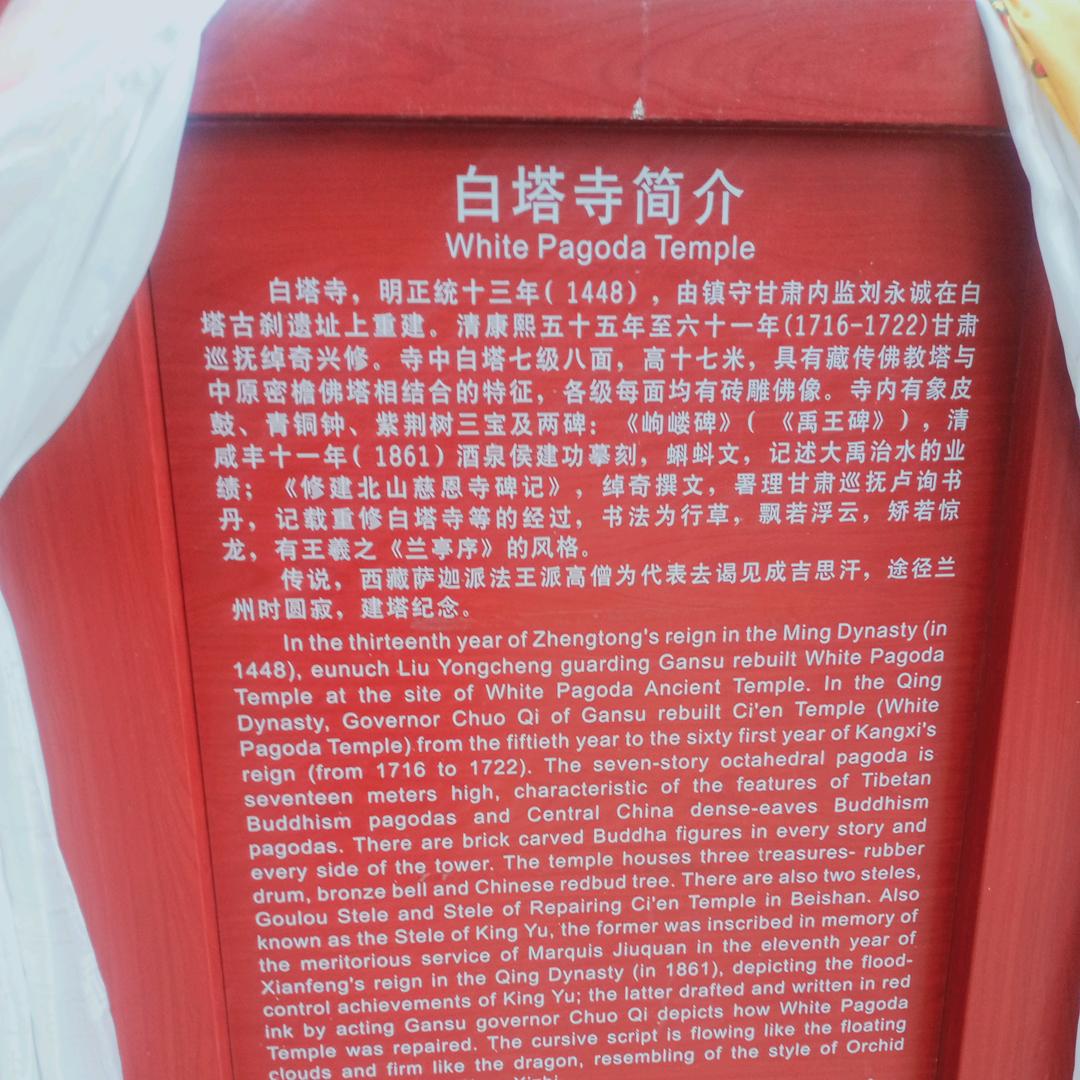 白塔寺简介
White Pagoda Temple
白塔寺，明正统十三年( 1448) ，由镇守甘肃内监刘永诚在白
塔古刹遗址上重建。清康熙五十五年至六十一年(1716-1722)甘肃
巡抚绰奇兴修。寺中白塔七级八面，高十七米，具有藏传佛教塔与
中原密檐佛塔相结合的特征，各级每面均有砖雕佛像。寺内有象皮
鼓、青铜钟、紫荆树三宝及两碑：《岣嵝碑》( 《禹王碑》) ，清
咸丰十一年( 1861) 酒泉侯建功摹刻，蝌蚪文，记述大禹治水的业
绩；《修建北山慈恩寺碑记》，绰奇撰文，署理甘肃巡抚卢询书
丹，记载重修白塔寺等的经过，书法为行草，飘若浮云，矫若惊
龙，有王羲之《兰亭序》的风格。
传说，西藏萨迦派法王派高僧为代表去谒见成吉思汗，途径兰
州时圆寂，建塔纪念。
In the thirteenth year of Zhengtong's reign in the Ming Dynasty (in
1448), eunuch Liu Yongcheng guarding Gansu rebuilt White Pagoda
Temple at the site of White Pagoda Ancient Temple. In the Qing
Dynasty, Governor Chuo Qi of Gansu rebuilt Ci'en Temple (White
Pagoda Temple) from the fiftieth year to the sixty first year of Kangxi's
reign (from 1716 to 1722). The seven-story octahedral pagoda is
seventeen meters high, characteristic of the features of Tibetan
Buddhism pagodas and Central China dense-eaves Buddhism
pagodas. There are brick carved Buddha figures in every story and
every side of the tower. The temple houses three treasures- rubber
drum, bronze bell and Chinese redbud tree. There are also two steles,
Goulou Stele and Stele of Repairing Ci'en Temple in Beishan. Also
known as the Stele of King Yu, the former was inscribed in memory of
the meritorious service of Marquis Jiuquan in the eleventh year of
Xianfeng's reign in the Qing Dynasty (in 1861), depicting the flood-
control achievements of King Yu; the latter drafted and written in red
ink by acting Gansu governor Chuo Qi depicts how White Pagoda
Temple was repaired. The cursive script is flowing like the floating
clouds and firm like the dragon, resembling of the style of Orchid